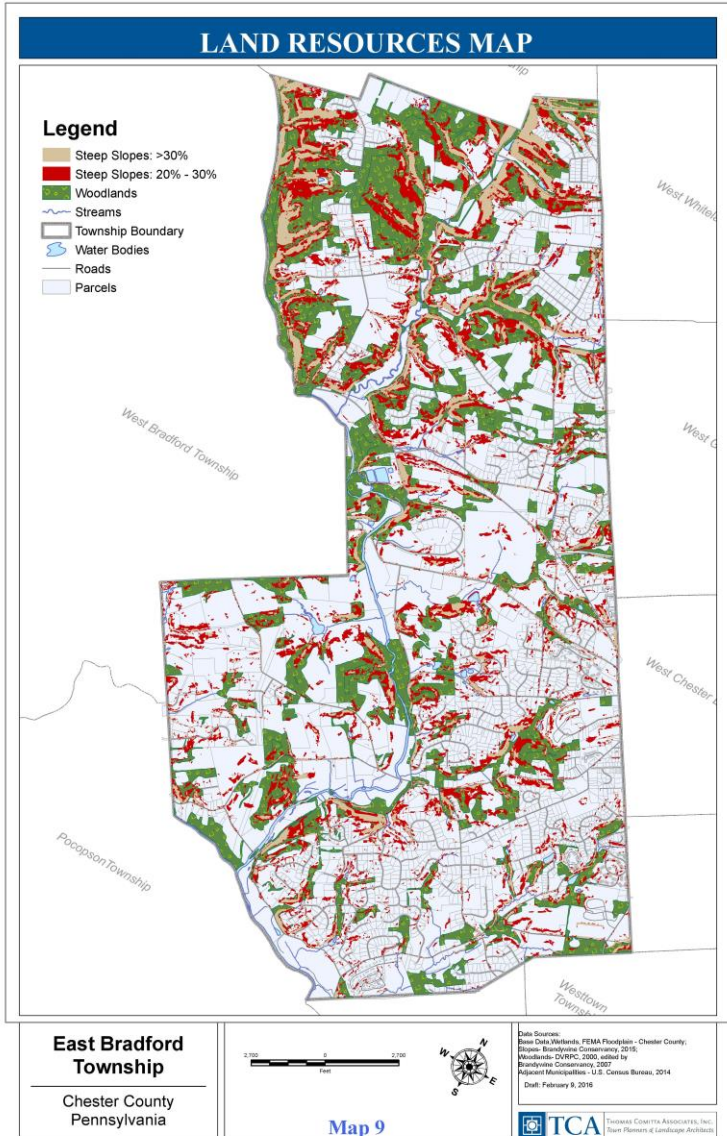 LAND RESOURCES MAP
ship
Legend
Steep Slopes: >30%
Steep Slopes: 20% - 30%
Woodlands
Streams
Township Boundary
Water Bodies
Roads
Parcels
West Whitela
West Bradford Township
West G
West Chester B
PocopsonTownship
Westtown
Township
East Bradford
Township
Chester County
Pennsylvania
2,700 0 2,700
Feet
N
W
E
S
Map 9
Data Sources:
Base Data,Wetlands, FEMA Floodplain - Chester County;
Slopes- Brandywine Conservancy, 2015;
Woodlands- DVRPC, 2000, edited by
Brandywine Conservancy, 2007
Adjacent Municipalities - U.S. Census Bureau, 2014
Draft: February 9, 2016
TCA
THOMAS COMITTA ASSOCIATES, INC.
Town Planners & Landscape Architects